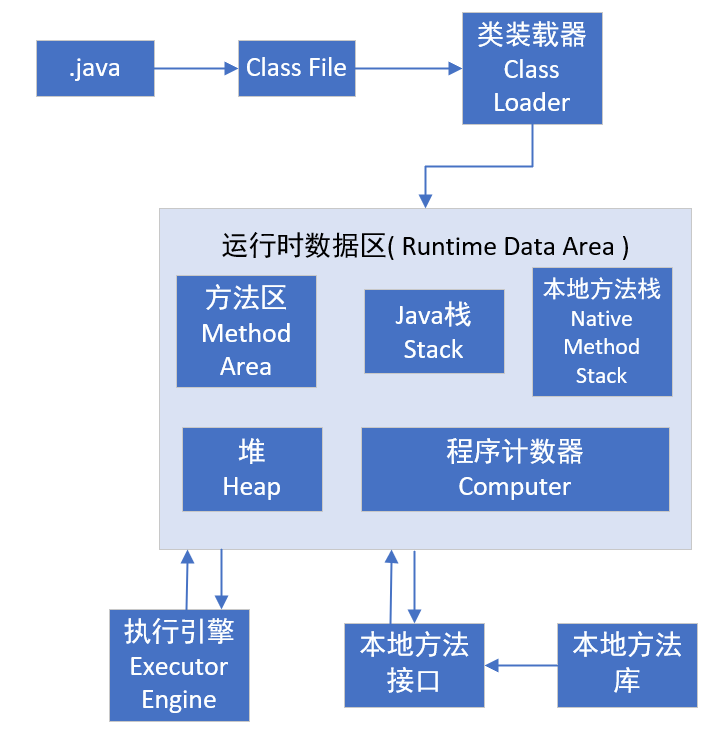 .java
Class File
类装载器
Class
Loader
运行时数据区( Runtime Data Area )
方法区
Method
Area
Java栈
Stack
本地方法栈
Native
Method
Stack
堆
Heap
程序计数器
Computer
执行引擎
Executor
Engine
本地方法
接口
本地方法
库